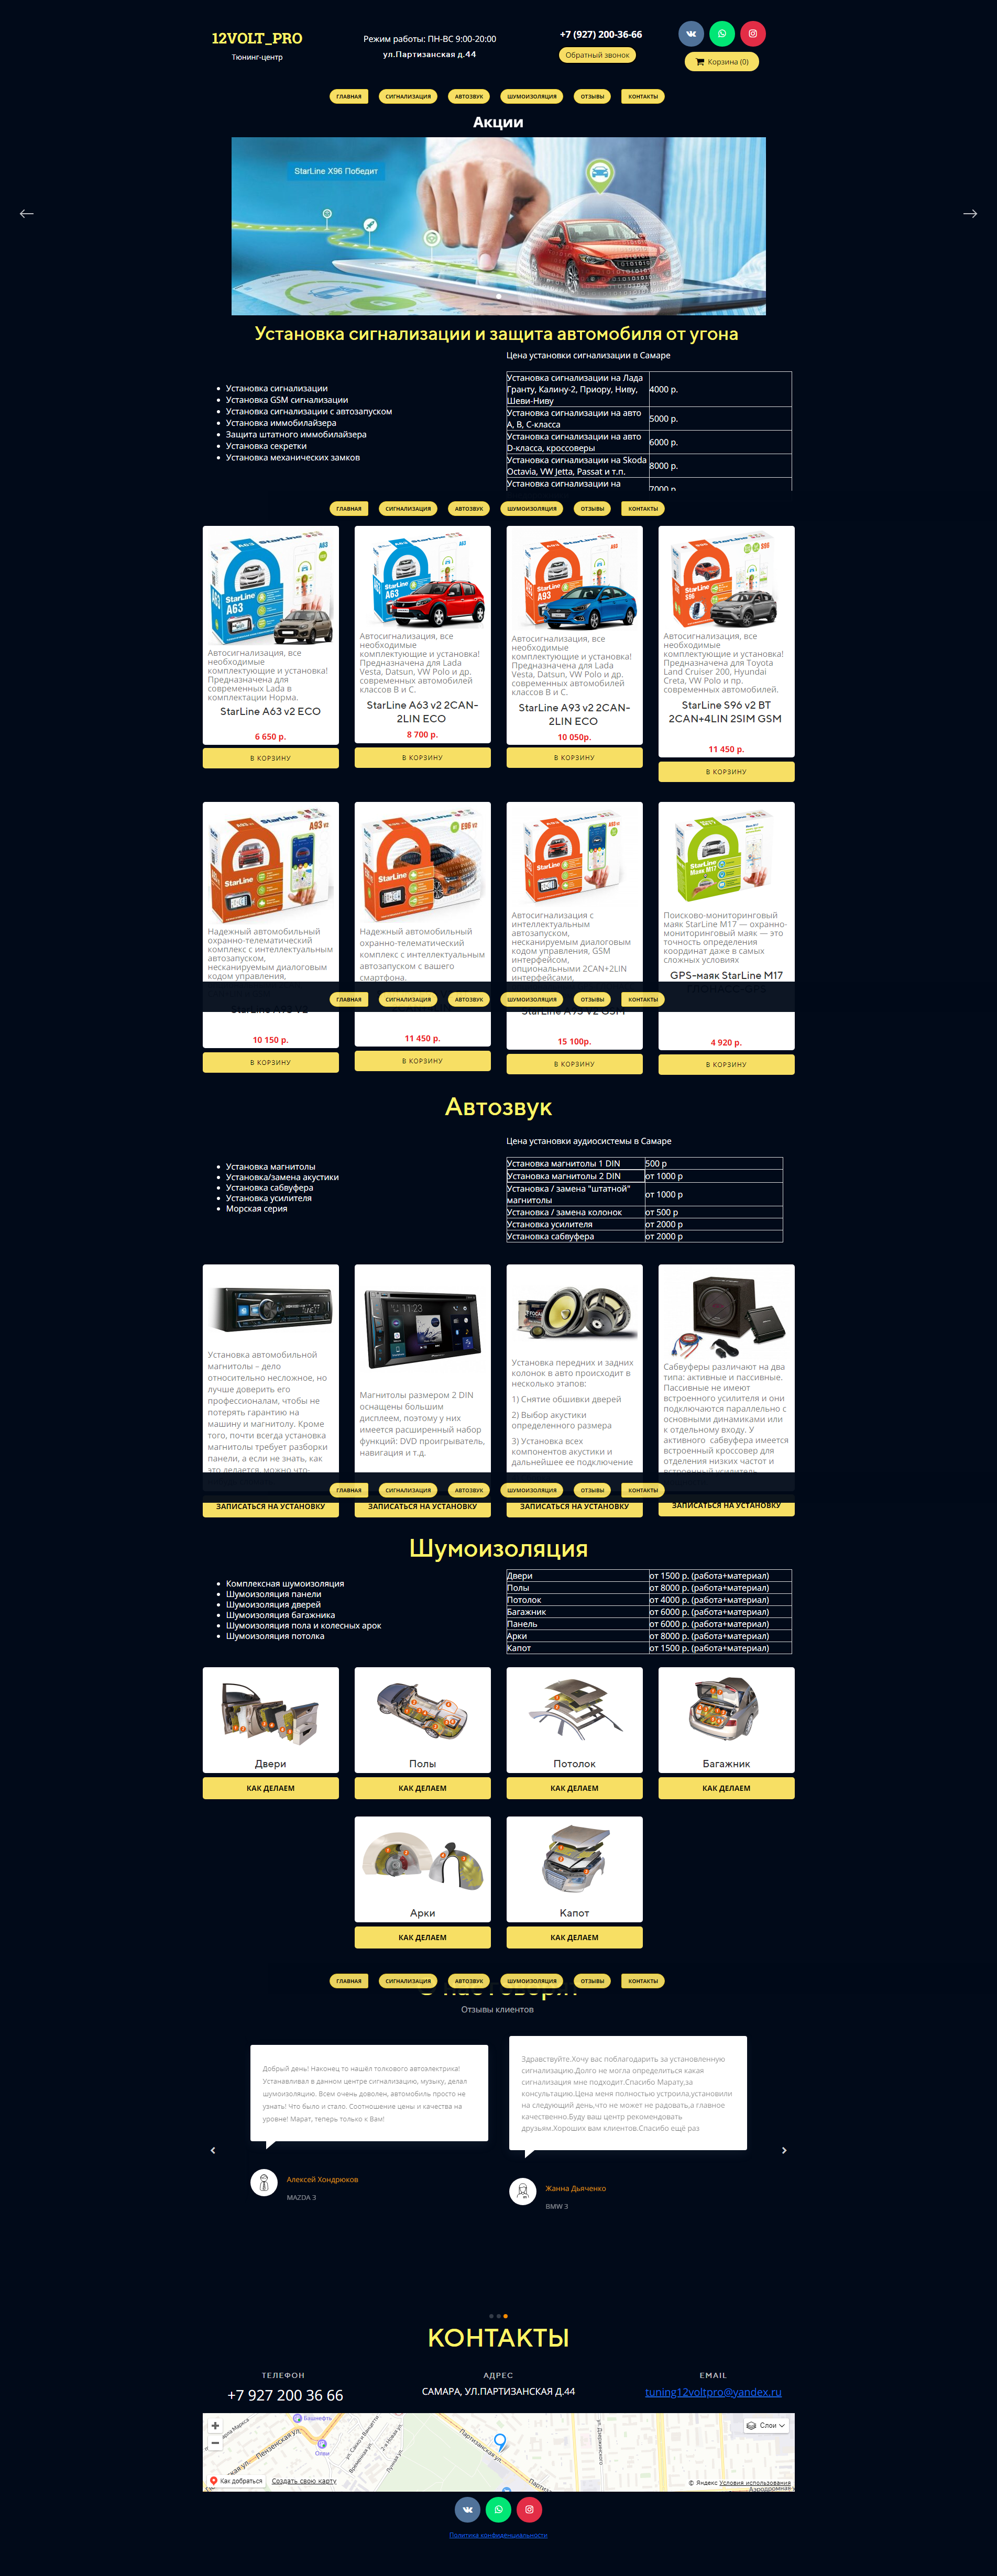 12VOLT_PRO
Тюнинг-центр
Режим работы: ПН-ВС 9:00-20:00
ул.Партизанская д.44
+7 (927) 200-36-66
Обратный звонок
Корзина (0)
ГЛАВНАЯ СИГНАЛИЗАЦИЯ АВТОЗВУК ШУМОИЗОЛЯЦИЯ ОТЗЫВЫ КОНТАКТЫ
Акции
StarLine X96 Победит
Установка сигнализации и защита автомобиля от угона
Установка сигнализации
Установка GSM сигнализации
Установка сигнализации с автозапуском
Установка иммобилайзера
Защита штатного иммобилайзера
Установка секретки
Установка механических замков
Цена установки сигнализации в Самаре
Установка сигнализации на Лада
Гранту, Калину-2, Приору, Ниву,
Шеви-Ниву
4000 р.
Установка сигнализации на авто
А, В, С-класса
5000 р.
Установка сигнализации на авто
D-класса, кроссоверы
6000 р.
Установка сигнализации на Skoda
Octavia, VW Jetta, Passat и т.п.
8000 р.
Установка сигнализации на
7000 р.
ГЛАВНАЯ СИГНАЛИЗАЦИЯ АВТОЗВУК ШУМОИЗОЛЯЦИЯ ОТЗЫВЫ КОНТАКТЫ
Автосигнализация, все
необходимые
комплектующие и установка!
Предназначена для
современных Lada в
комплектации Норма.
StarLine A63 v2 ECO
6 650 р.
В КОРЗИНУ
Автосигнализация, все
необходимые
комплектующие и установка!
Предназначена для Lada
Vesta, Datsun, VW Polo и др.
современных автомобилей
классов B и C.
StarLine A63 v2 2CAN-
2LIN ECO
8 700 р.
В КОРЗИНУ
Автосигнализация, все
необходимые
комплектующие и установка!
Предназначена для Lada
Vesta, Datsun, VW Polo и др.
современных автомобилей
классов B и C.
StarLine A93 v2 2CAN-
2LIN ECO
10 050р.
В КОРЗИНУ
Автосигнализация, все
необходимые
комплектующие и установка!
Предназначена для Toyota
Land Cruiser 200, Hyundai
Creta, VW Polo и пр.
современных автомобилей.
StarLine S96 v2 BT
2CAN+4LIN 2SIM GSM
11 450 р.
В КОРЗИНУ
Надежный автомобильный
охранно-телематический
комплекс с интеллектуальным
автозапуском,
несканируемым диалоговым
кодом управления,
StarLine A93 V2
10 150 р.
В КОРЗИНУ
Надежный автомобильный
охранно-телематический
комплекс с интеллектуальным
автозапуском с вашего
смартфона.
11 450 р.
В КОРЗИНУ
Автосигнализация с
интеллектуальным
автозапуском,
несканируемым диалоговым
кодом управления, GSM
интерфейсом,
опциональными 2CAN+2LIN
интерфейсами,
StarLine A93 V2 GSM
15 100р.
В КОРЗИНУ
Поисково-мониторинговый
маяк StarLine M17 — охранно-
мониторинговый маяк — это
точность определения
координат даже в самых
сложных условиях
GPS-маяк StarLine M17
4 920 р.
В КОРЗИНУ
ГЛАВНАЯ СИГНАЛИЗАЦИЯ АВТОЗВУК ШУМОИЗОЛЯЦИЯ ОТЗЫВЫ КОНТАКТЫ
Автозвук
Установка магнитолы
Установка/замена акустики
Установка сабвуфера
Установка усилителя
Морская серия
Цена установки аудиосистемы в Самаре
Установка магнитолы 1 DIN 500 р
Установка магнитолы 2 DIN от 1000 р
Установка / замена "штатной"
магнитолы
от 1000 р
Установка / замена колонок от 500 р
Установка усилителя от 2000 р
Установка сабвуфера от 2000 р
Установка автомобильной
магнитолы – дело
относительно несложное, но
лучше доверить его
профессионалам, чтобы не
потерять гарантию на
машину и магнитолу. Кроме
того, почти всегда установка
магнитолы требует разборки
панели, а если не знать, как
это делается, можно что-
ЗАПИСАТЬСЯ НА УСТАНОВКУ
Магнитолы размером 2 DIN
оснащены большим
дисплеем, поэтому у них
имеется расширенный набор
функций: DVD проигрыватель,
навигация и т.д.
ЗАПИСАТЬСЯ НА УСТАНОВКУ
Установка передних и задних
колонок в авто происходит в
несколько этапов:
1) Снятие обшивки дверей
2) Выбор акустики
определенного размера
3) Установка всех
компонентов акустики и
дальнейшее ее подключение
ЗАПИСАТЬСЯ НА УСТАНОВКУ
Сабвуферы различают на два
типа: активные и пассивные.
Пассивные не имеют
встроенного усилителя и они
подключаются параллельно с
основными динамиками или
к отдельному входу. У
активного сабвуфера имеется
встроенный кроссовер для
отделения низких частот и
встроенный усилитель
ЗАПИСАТЬСЯ НА УСТАНОВКУ
ГЛАВНАЯ СИГНАЛИЗАЦИЯ АВТОЗВУК ШУМОИЗОЛЯЦИЯ ОТЗЫВЫ КОНТАКТЫ
Шумоизоляция
Комплексная шумоизоляция
Шумоизоляция панели
Шумоизоляция дверей
Шумоизоляция багажника
Шумоизоляция пола и колесных арок
Шумоизоляция потолка
Двери от 1500 р. (работа+материал)
Полы от 8000 р. (работа+материал)
Потолок от 4000 р. (работа+материал)
Багажник от 6000 р. (работа+материал)
Панель от 6000 р. (работа+материал)
Арки от 8000 р. (работа+материал)
Капот от 1500 р. (работа+материал)
Двери
КАК ДЕЛАЕМ
Полы
КАК ДЕЛАЕМ
Потолок
КАК ДЕЛАЕМ
Багажник
КАК ДЕЛАЕМ
Арки
КАК ДЕЛАЕМ
Капот
КАК ДЕЛАЕМ
ГЛАВНАЯ СИГНАЛИЗАЦИЯ АВТОЗВУК ШУМОИЗОЛЯЦИЯ ОТЗЫВЫ КОНТАКТЫ
О нас говорят
Отзывы клиентов
Добрый день! Наконец то нашёл толкового автоэлектрика!
Устанавливал в данном центре сигнализацию, музыку, делал
шумоизоляцию. Всем очень доволен, автомобиль просто не
узнать! Что было и стало. Соотношение цены и качества на
уровне! Марат, теперь только к Вам!
Алексей Хондрюков
MAZDA 3
Здравствуйте.Хочу вас поблагодарить за установленную
сигнализацию.Долго не могла определиться какая
сигнализация мне подходит.Спасибо Марату,за
консультацию.Цена меня полностью устроила,установили
на следующий день,что не может не радовать,а главное
качественно.Буду ваш центр рекомендовать
друзьям.Хороших вам клиентов.Спасибо ещё раз
Жанна Дьяченко
BMW 3
КОНТАКТЫ
ТЕЛЕФОН
+7 927 200 36 66
АДРЕС
САМАРА, УЛ.ПАРТИЗАНСКАЯ Д.44
EMAIL
tuning12voltpro@yandex.ru
Башнефть
Пензенская ул.
Партизанская ул.
Слои
Как добраться
Создать свою карту
© Яндекс Условия использования
Аэродромная
Политика конфиденциальности